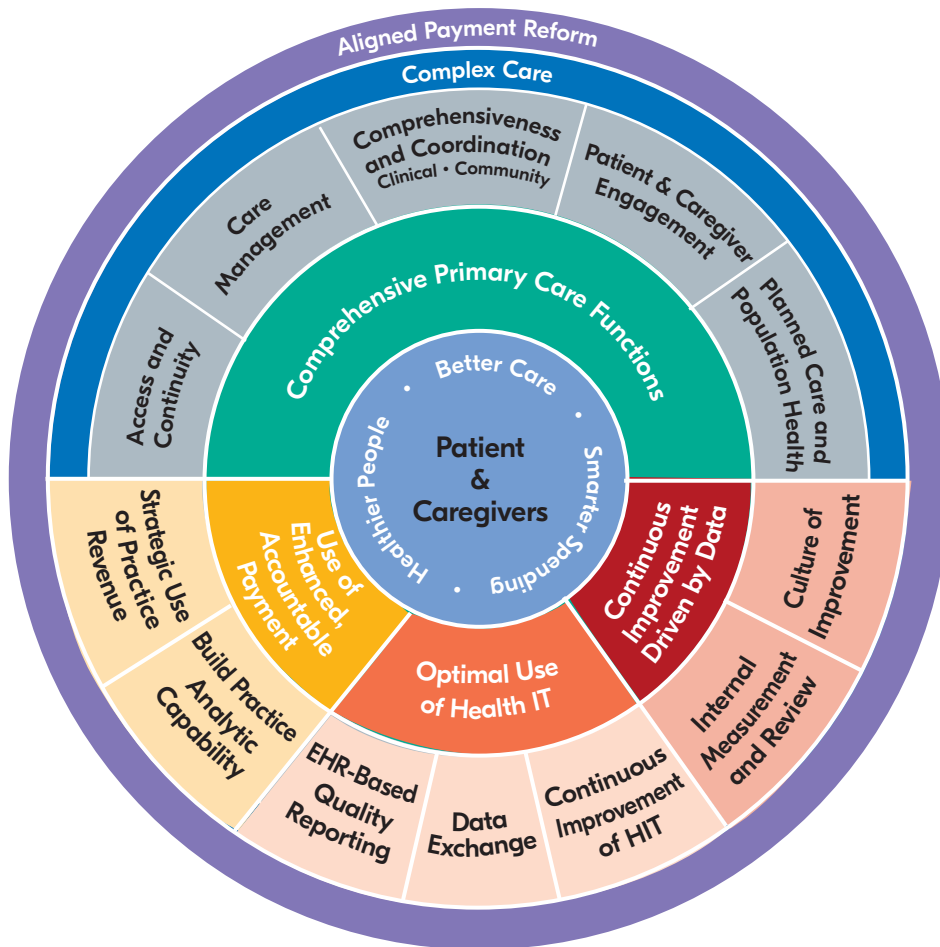 Aligned Payment Reform
Complex Care
Access and
Continuity
Care
Management
Comprehensiveness
and Coordination
Clinical • Community
Patient & Caregiver
Engagement
Planned Care and
Population Health
Comprehensive Primary Care Functions
• Better Care •
Smarter Spending •
Healthier People
Patient
&
Caregivers
Use of
Enhanced,
Accountable
Payment
Optimal Use
of Health IT
Continuous
Improvement
Driven by Data
Strategic Use
of Practice
Revenue
Build Practice
Analytic
Capability
EHR-Based
Quality
Reporting
Data
Exchange
Continuous
Improvement
of HIT
Internal
Measurement
and Review
Culture of
Improvement